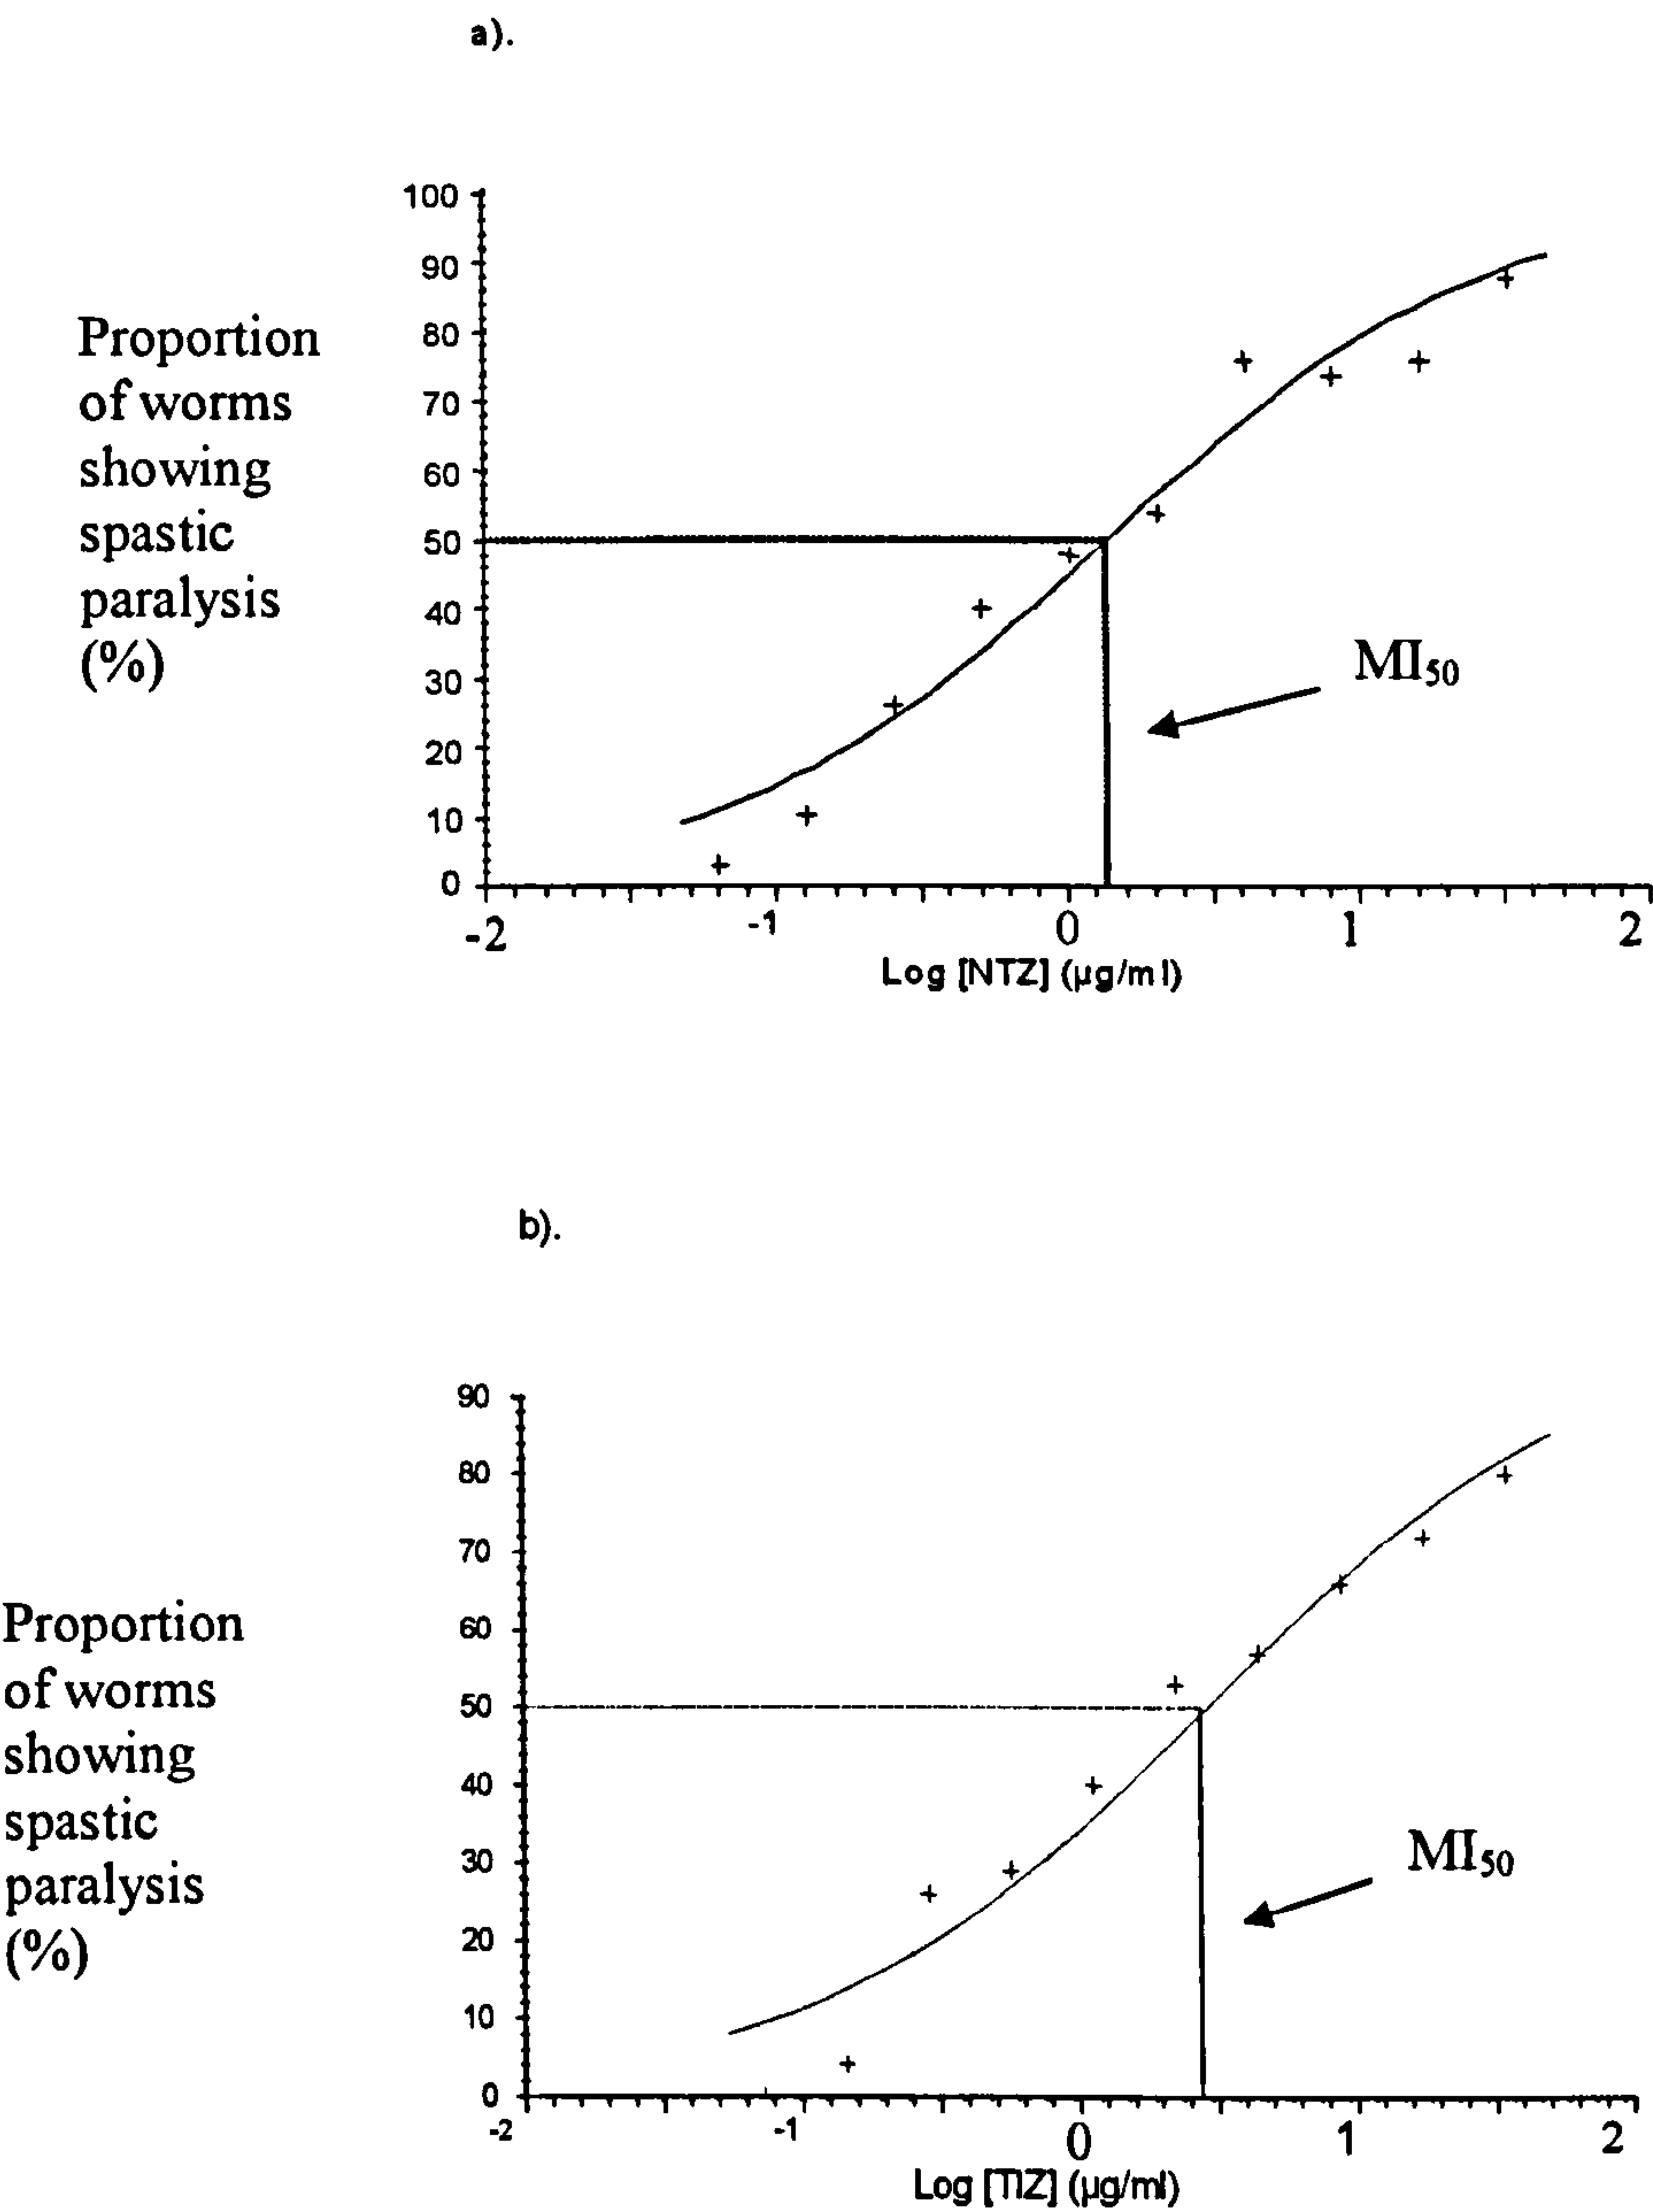 a).
100
90
80
70
60
50
40
30
20
10
0
Proportion
of worms
showing
spastic
paralysis
(%)
MI50
-2 -1 0 1 2
Log [NTZ] (µg/ml)
b).
90
80
70
60
50
40
30
20
10
0
Proportion
of worms
showing
spastic
paralysis
(%)
MI50
-2 -1 0 1 2
Log [TIZ] (µg/ml)